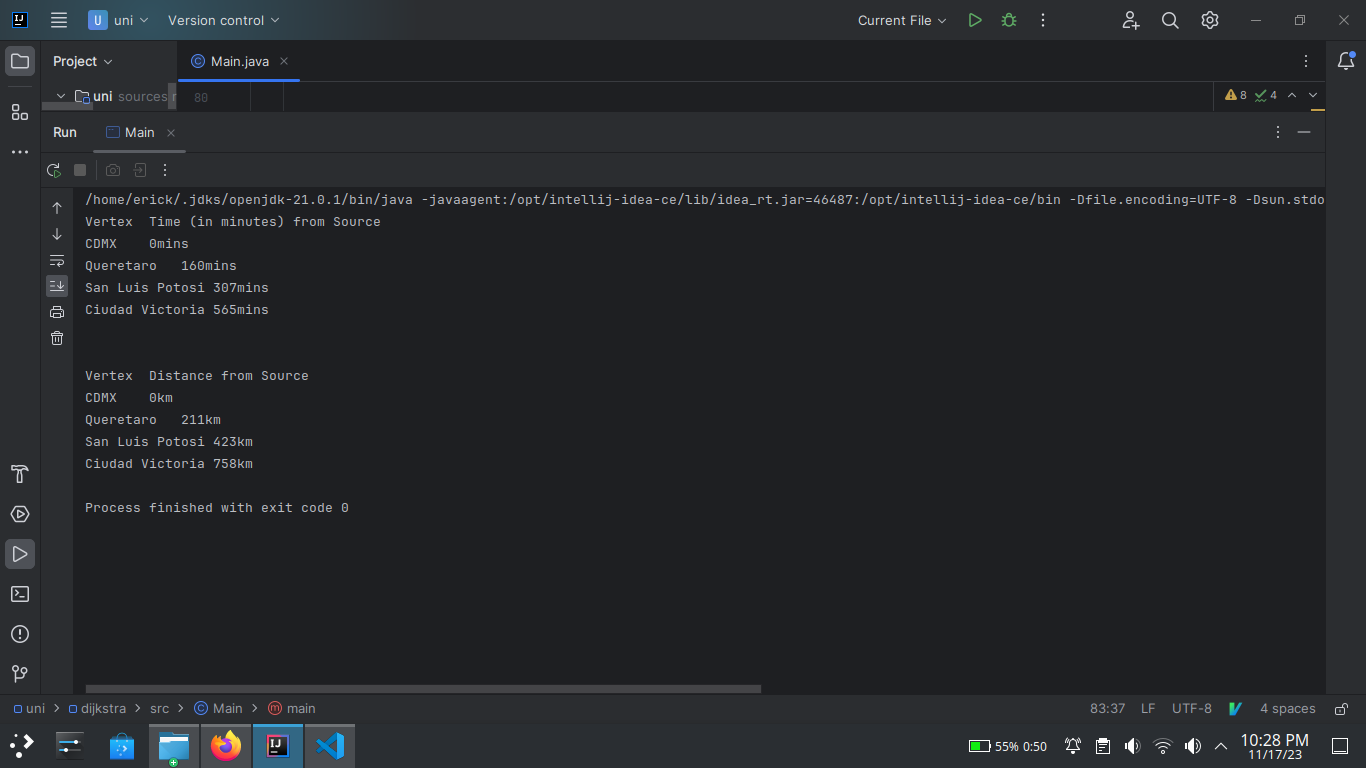 U uni Version control Current File
Project Main.java
uni sources r 80 8 4
Run Main
/home/erick/.jdks/openjdk-21.0.1/bin/java -javaagent:/opt/intellij-idea-ce/lib/idea_rt.jar=46487:/opt/intellij-idea-ce/bin -Dfile.encoding=UTF-8 -Dsun.stdo
Vertex Time (in minutes) from Source
CDMX 0mins
Queretaro 160mins
San Luis Potosi 307mins
Ciudad Victoria 565mins
Vertex Distance from Source
CDMX 0km
Queretaro 211km
San Luis Potosi 423km
Ciudad Victoria 758km
Process finished with exit code 0
uni dijkstra src Main main 83:37 LF UTF-8 4 spaces
55% 0:50 10:28 PM
11/17/23